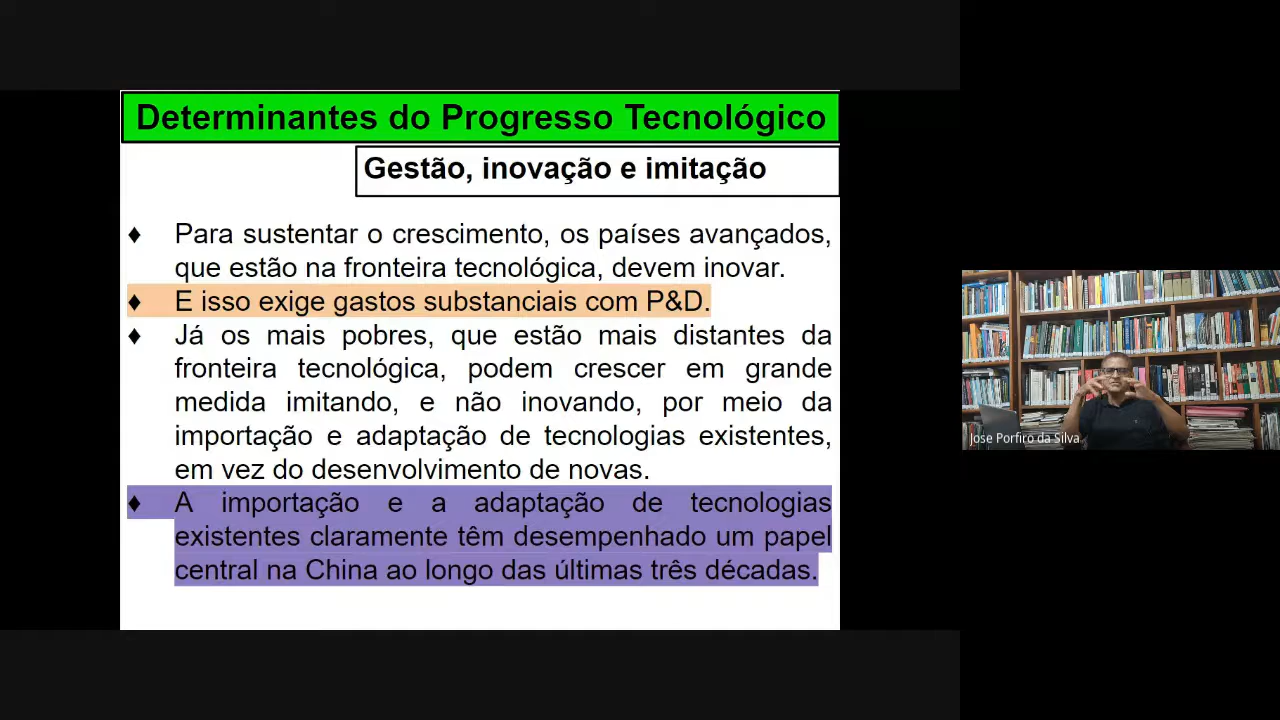 Determinantes do Progresso Tecnológico
Gestão, inovação e imitação
♦ Para sustentar o crescimento, os países avançados,
que estão na fronteira tecnológica, devem inovar.
♦ E isso exige gastos substanciais com P&D.
♦ Já os mais pobres, que estão mais distantes da
fronteira tecnológica, podem crescer em grande
medida imitando, e não inovando, por meio da
importação e adaptação de tecnologias existentes,
em vez do desenvolvimento de novas.
♦ A importação e a adaptação de tecnologias
existentes claramente têm desempenhado um papel
central na China ao longo das últimas três décadas.
Jose Porfiro da Silva